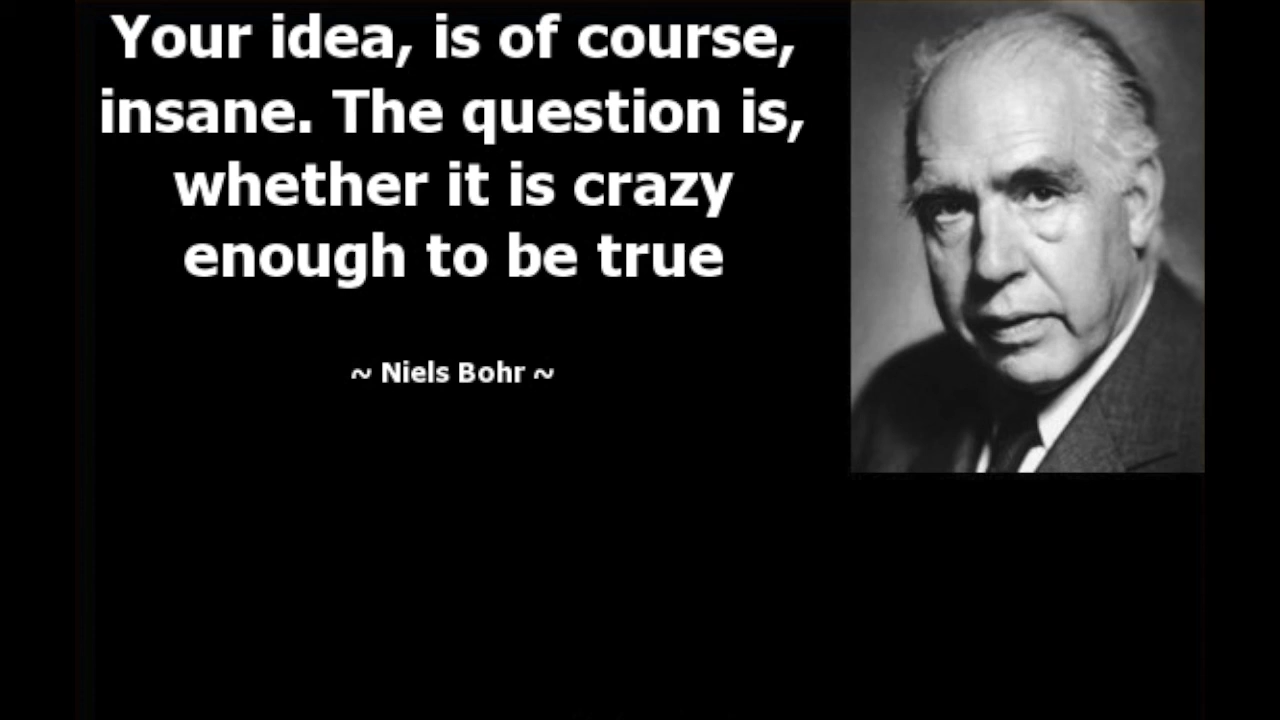 Your idea, is of course,
insane. The question is,
whether it is crazy
enough to be true
~ Niels Bohr ~